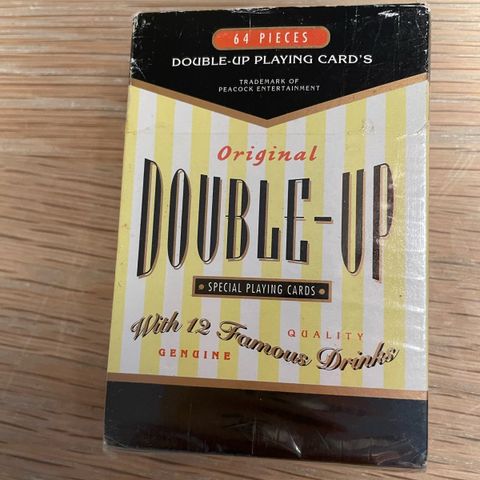 64 PIECES
DOUBLE-UP PLAYING CARD'S
TRADEMARK OF
PEACOCK ENTERTAINMENT
Original
DOUBLE-UP
• SPECIAL PLAYING CARDS •
With 12 Famous Drinks
QUALITY
GENUINE